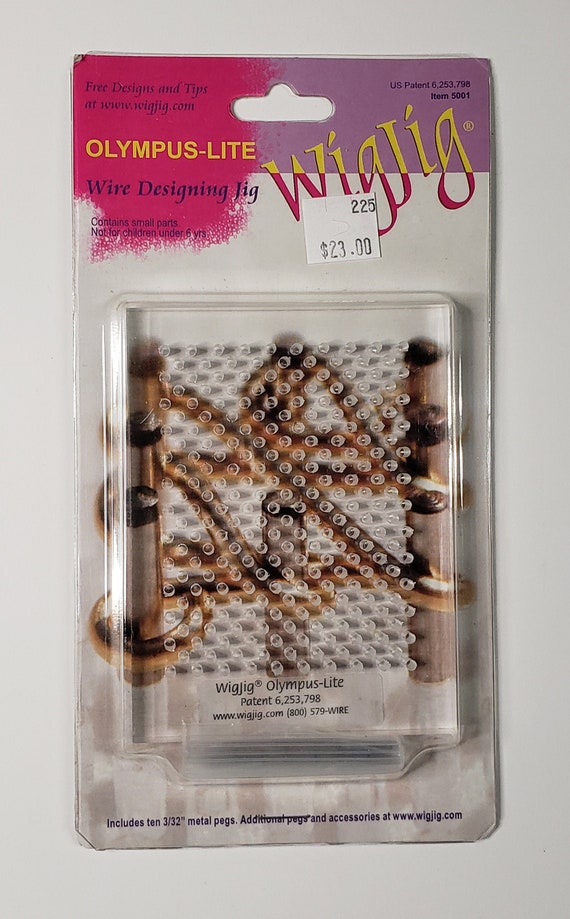 Free Designs and Tips
at www.wigjig.com
US Patent 6,253,798
Item 5001
OLYMPUS-LITE
WigJig®
Wire Designing Jig
225
$23.00
Contains small parts.
Not for children under 6 yrs.
WigJig® Olympus-Lite
Patent 6,253,798
www.wigjig.com (800) 579-WIRE
Includes ten 3/32" metal pegs. Additional pegs and accessories at www.wigjig.com